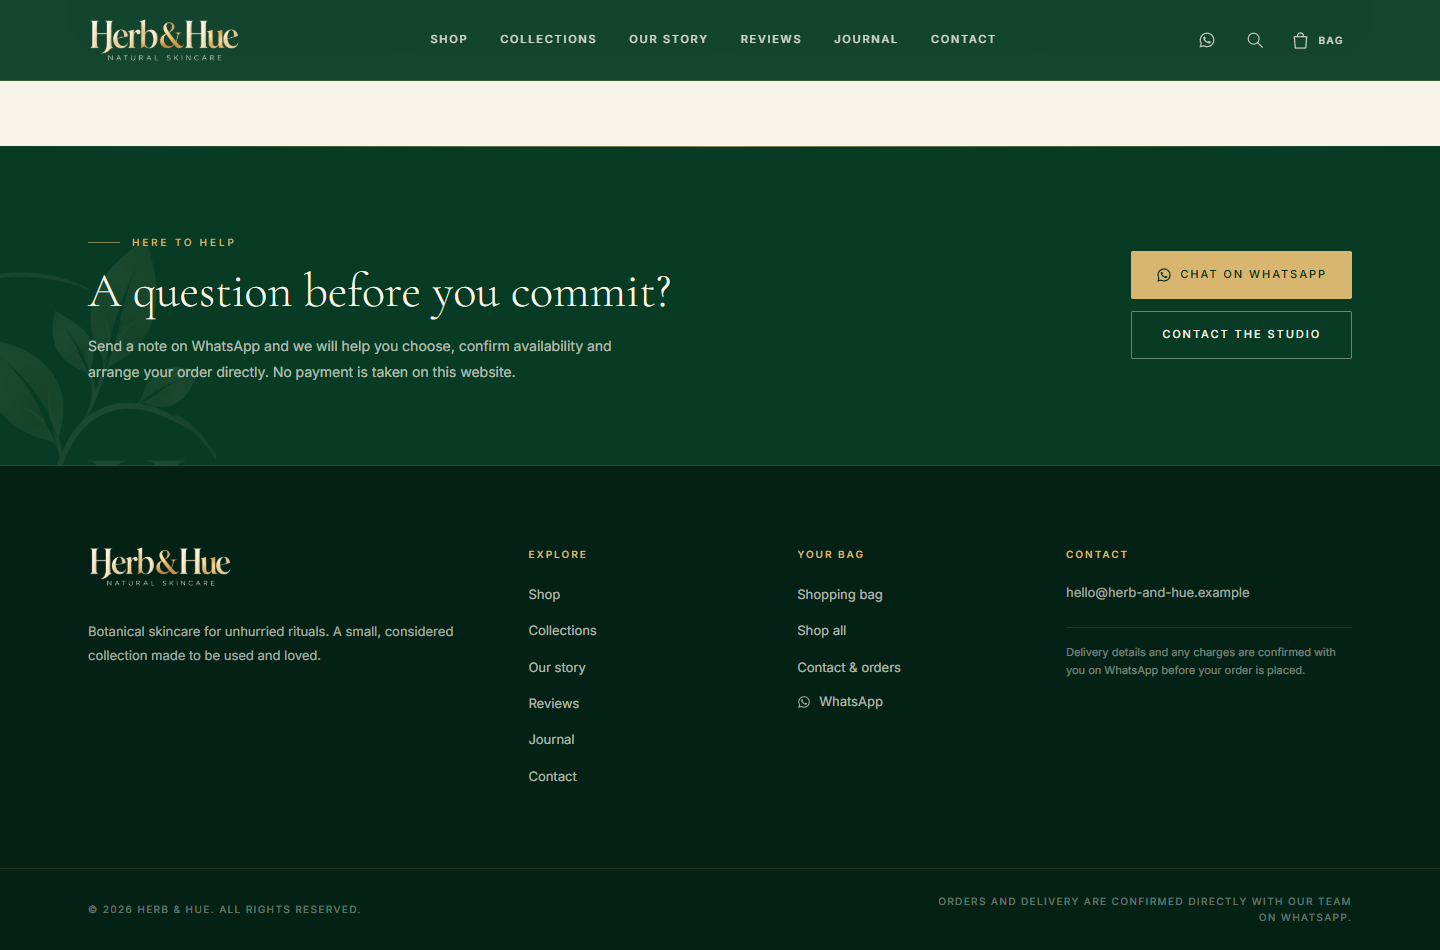 Herb&Hue
NATURAL SKINCARE
SHOP
COLLECTIONS
OUR STORY
REVIEWS
JOURNAL
CONTACT
BAG
HERE TO HELP
A question before you commit?
Send a note on WhatsApp and we will help you choose, confirm availability and
arrange your order directly. No payment is taken on this website.
CHAT ON WHATSAPP
CONTACT THE STUDIO
Herb&Hue
NATURAL SKINCARE
Botanical skincare for unhurried rituals. A small, considered
collection made to be used and loved.
EXPLORE
Shop
Collections
Our story
Reviews
Journal
Contact
YOUR BAG
Shopping bag
Shop all
Contact & orders
WhatsApp
CONTACT
hello@herb-and-hue.example
Delivery details and any charges are confirmed with
you on WhatsApp before your order is placed.
© 2026 HERB & HUE. ALL RIGHTS RESERVED.
ORDERS AND DELIVERY ARE CONFIRMED DIRECTLY WITH OUR TEAM
ON WHATSAPP.